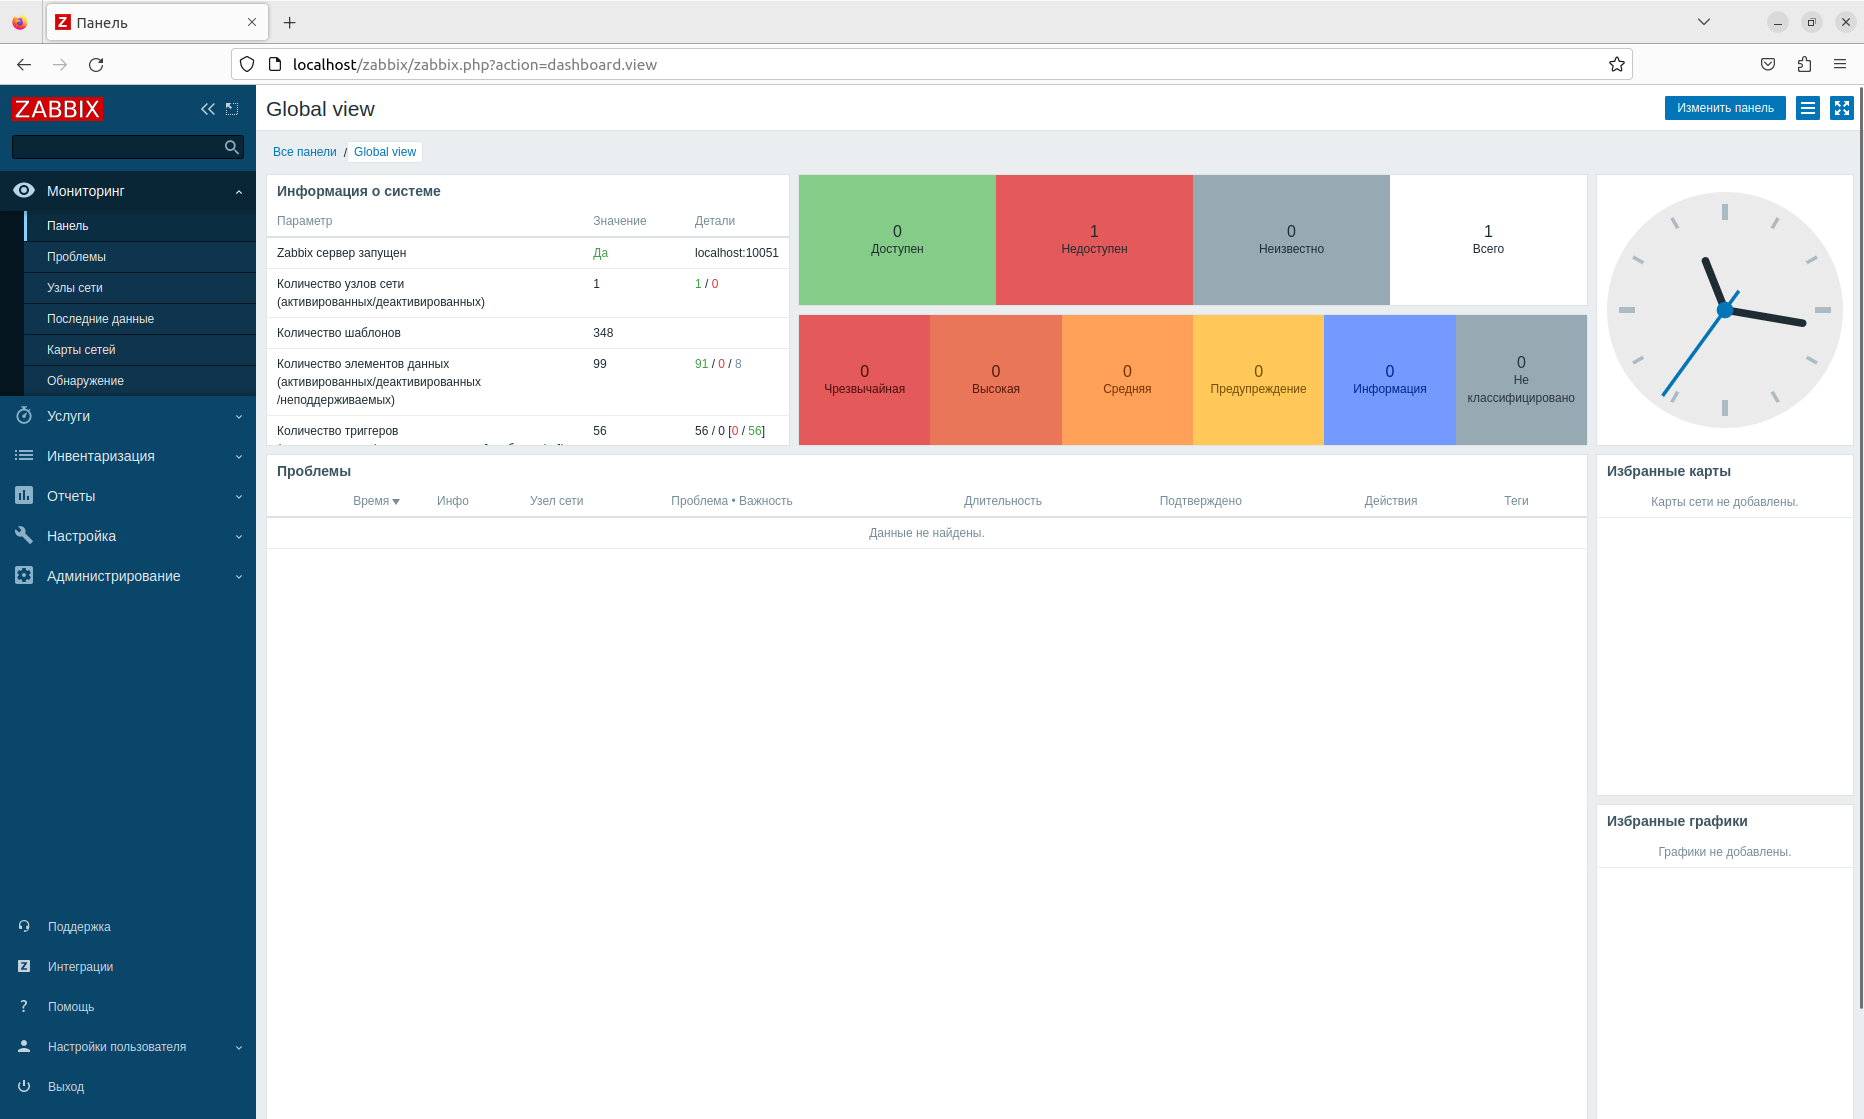 Панель
localhost/zabbix/zabbix.php?action=dashboard.view
ZABBIX
Мониторинг
Панель
Проблемы
Узлы сети
Последние данные
Карты сетей
Обнаружение
Услуги
Инвентаризация
Отчеты
Настройка
Администрирование
Поддержка
Интеграции
Помощь
Настройки пользователя
Выход
Global view
Изменить панель
Все панели / Global view
Информация о системе
Параметр Значение Детали
Zabbix сервер запущен Да localhost:10051
Количество узлов сети 1 1 / 0
(активированных/деактивированных)
Количество шаблонов 348
Количество элементов данных 99 91 / 0 / 8
(активированных/деактивированных
/неподдерживаемых)
Количество триггеров 56 56 / 0 [0 / 56]
0 1 0 1
Доступен Недоступен Неизвестно Всего
0 0 0 0 0 0
Чрезвычайная Высокая Средняя Предупреждение Информация Не
классифицировано
Проблемы
Время Инфо Узел сети Проблема • Важность Длительность Подтверждено Действия Теги
Данные не найдены.
Избранные карты
Карты сети не добавлены.
Избранные графики
Графики не добавлены.